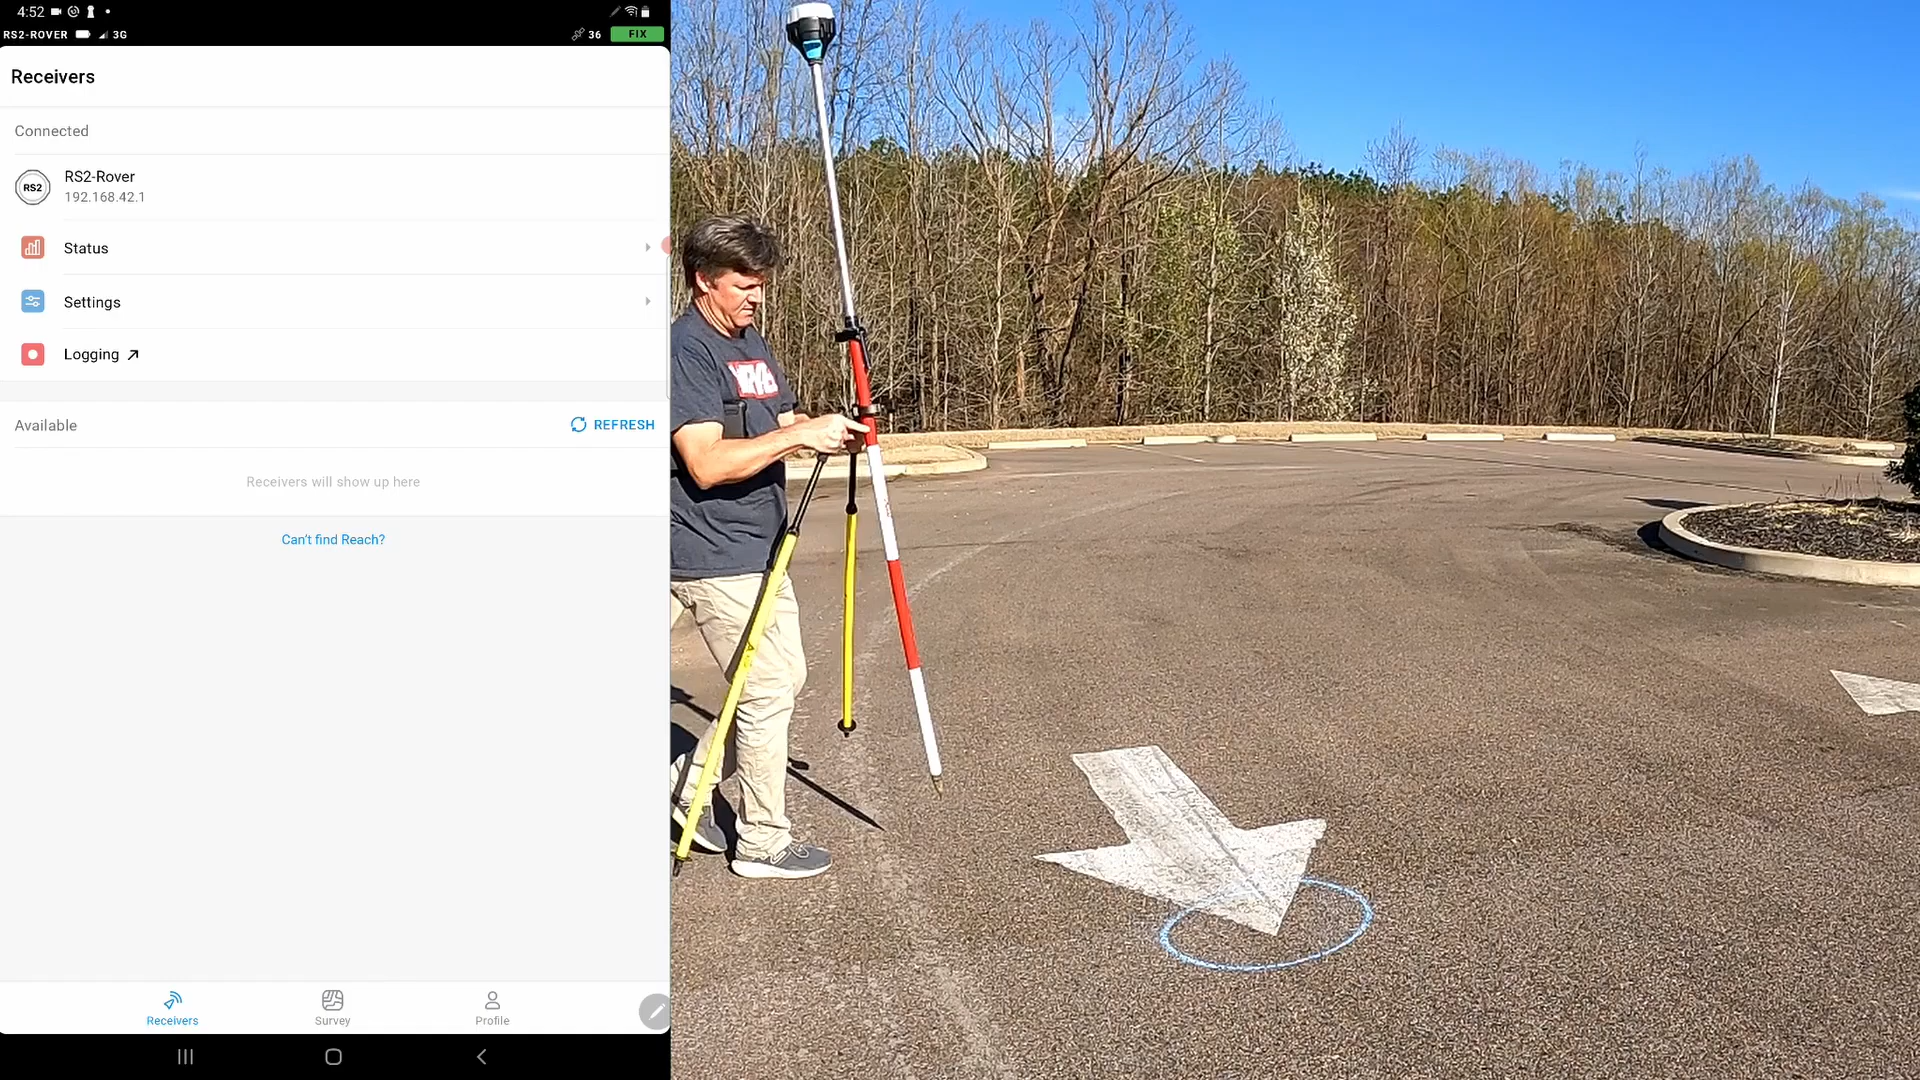 4:52
RS2-ROVER 3G 36 FIX
Receivers
Connected
RS2
RS2-Rover
192.168.42.1
Status
Settings
Logging
Available
REFRESH
Receivers will show up here
Can't find Reach?
Receivers
Survey
Profile